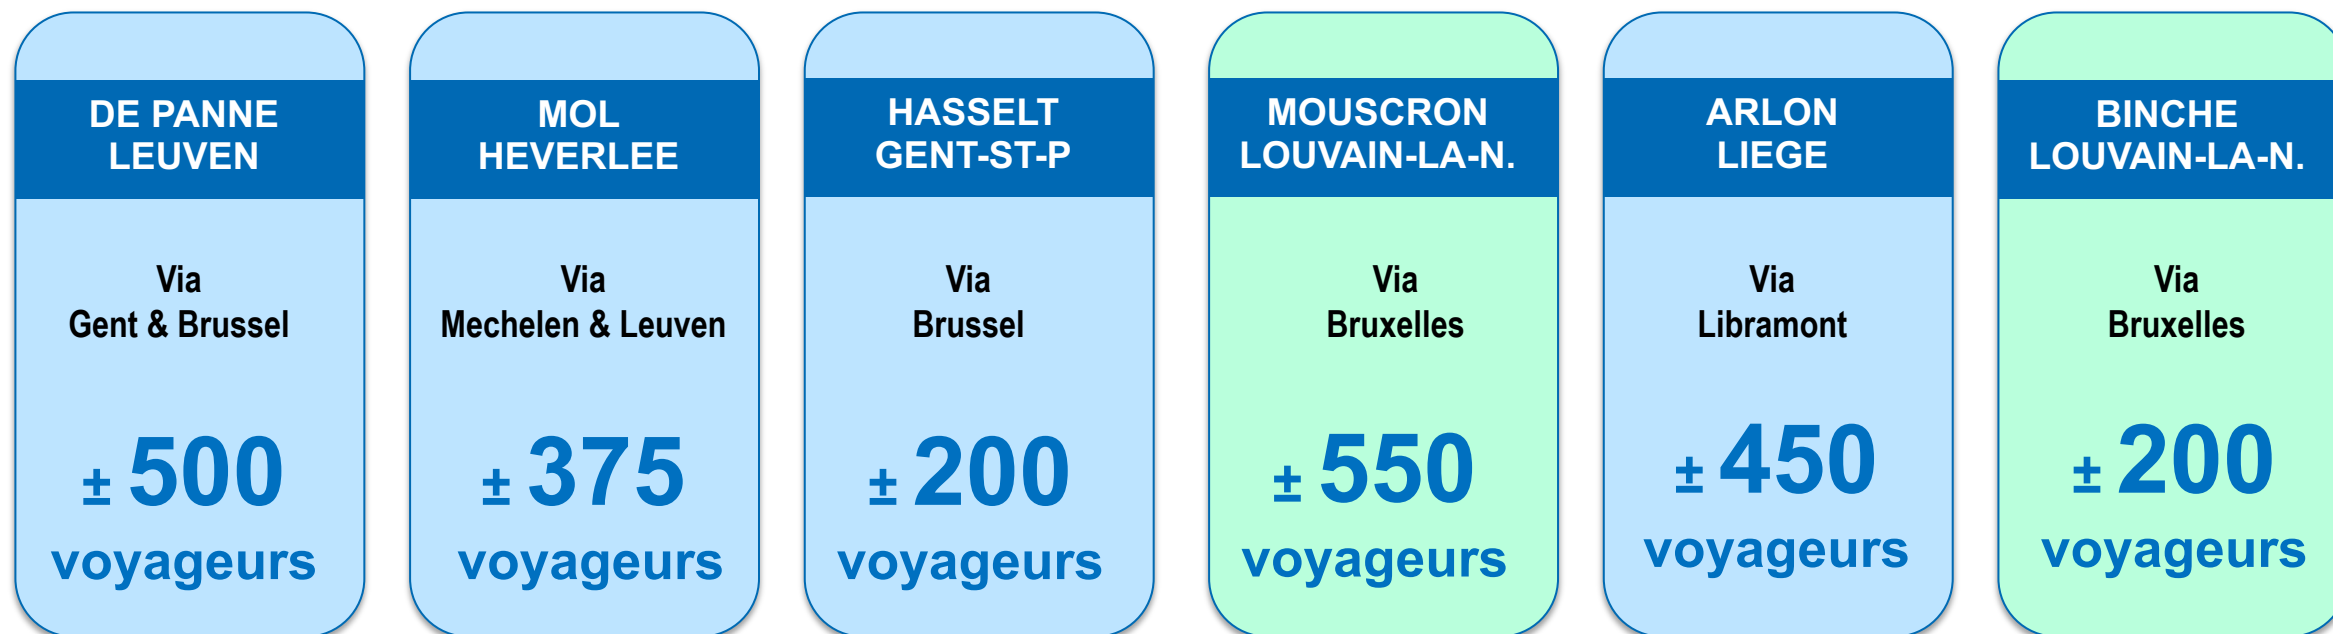 DE PANNE
LEUVEN
Via
Gent & Brussel
± 500
voyageurs
MOL
HEVERLEE
Via
Mechelen & Leuven
± 375
voyageurs
HASSELT
GENT-ST-P
Via
Brussel
± 200
voyageurs
MOUSCRON
LOUVAIN-LA-N.
Via
Bruxelles
± 550
voyageurs
ARLON
LIEGE
Via
Libramont
± 450
voyageurs
BINCHE
LOUVAIN-LA-N.
Via
Bruxelles
± 200
voyageurs